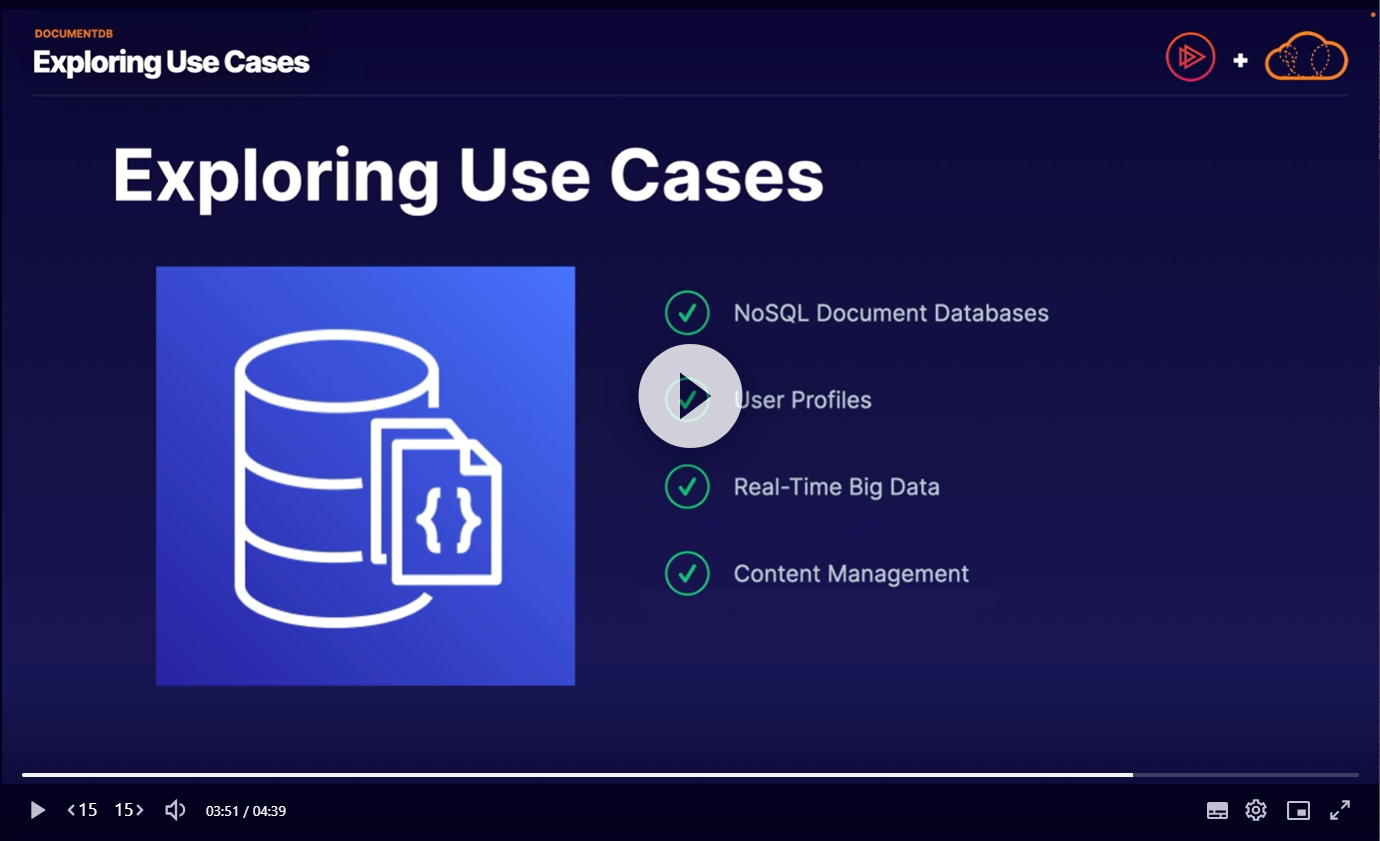 DOCUMENTDB
Exploring Use Cases
Exploring Use Cases
NoSQL Document Databases
User Profiles
Real-Time Big Data
Content Management
{}
15 15
03:51 / 04:39